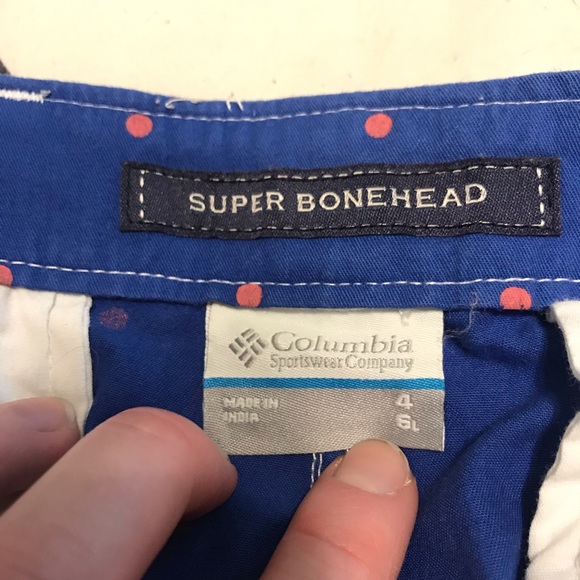 SUPER BONEHEAD
Columbia
Sportswear Company
MADE IN 4
INDIA 6L